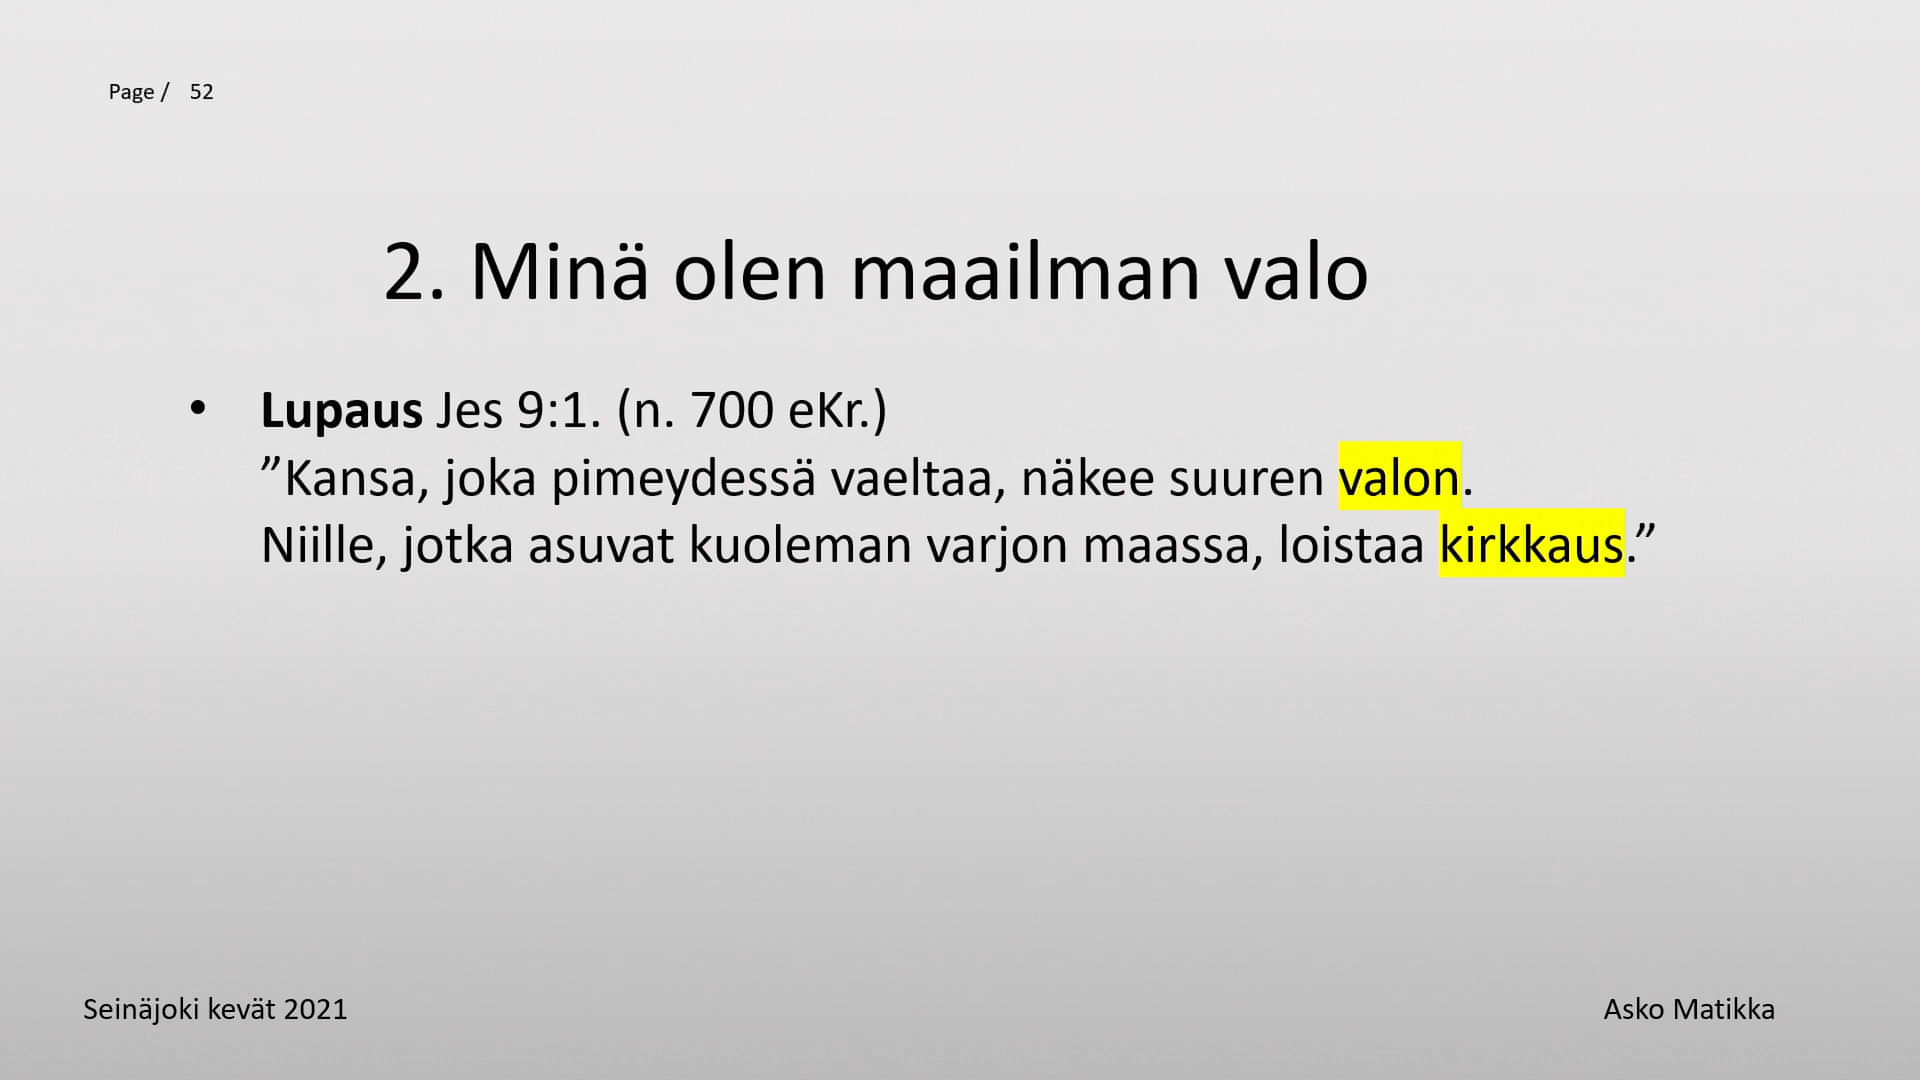 Page / 52
2. Minä olen maailman valo
• Lupaus Jes 9:1. (n. 700 eKr.)
”Kansa, joka pimeydessä vaeltaa, näkee suuren valon.
Niille, jotka asuvat kuoleman varjon maassa, loistaa kirkkaus.”
Seinäjoki kevät 2021
Asko Matikka